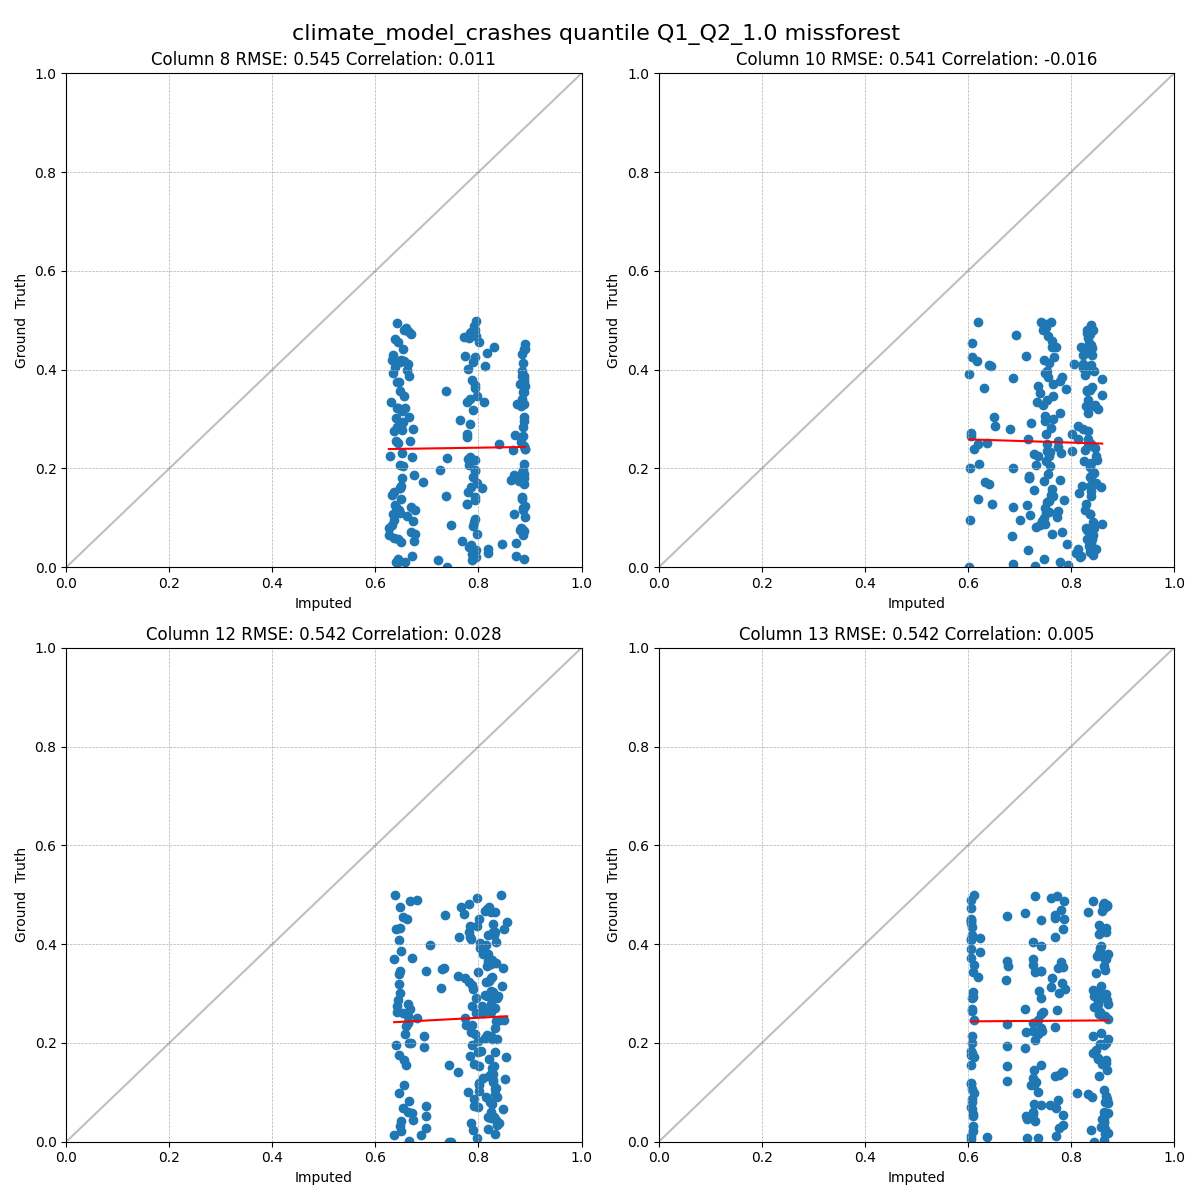 climate_model_crashes quantile Q1_Q2_1.0 missforest
Column 8 RMSE: 0.545 Correlation: 0.011
Column 10 RMSE: 0.541 Correlation: -0.016
1.0
0.8
0.6
0.4
0.2
0.0
Ground Truth
0.0 0.2 0.4 0.6 0.8 1.0
Imputed
1.0
0.8
0.6
0.4
0.2
0.0
Ground Truth
0.0 0.2 0.4 0.6 0.8 1.0
Imputed
Column 12 RMSE: 0.542 Correlation: 0.028
Column 13 RMSE: 0.542 Correlation: 0.005
1.0
0.8
0.6
0.4
0.2
0.0
Ground Truth
0.0 0.2 0.4 0.6 0.8 1.0
Imputed
1.0
0.8
0.6
0.4
0.2
0.0
Ground Truth
0.0 0.2 0.4 0.6 0.8 1.0
Imputed